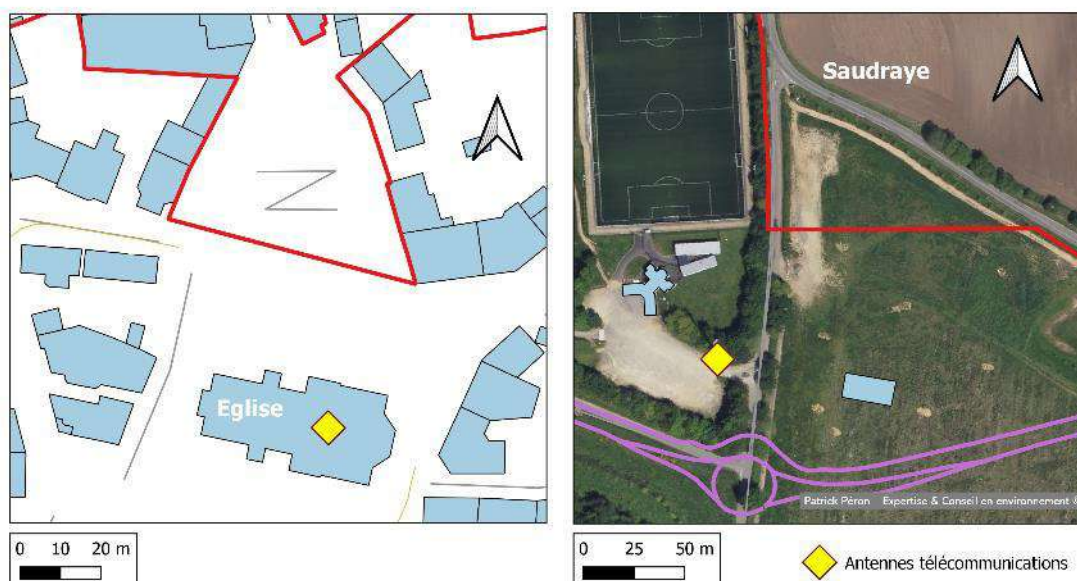 Saudraye
Eglise
Patrick Péron Expertise & Conseil en environnement ©
0 10 20 m
0 25 50 m
Antennes télécommunications